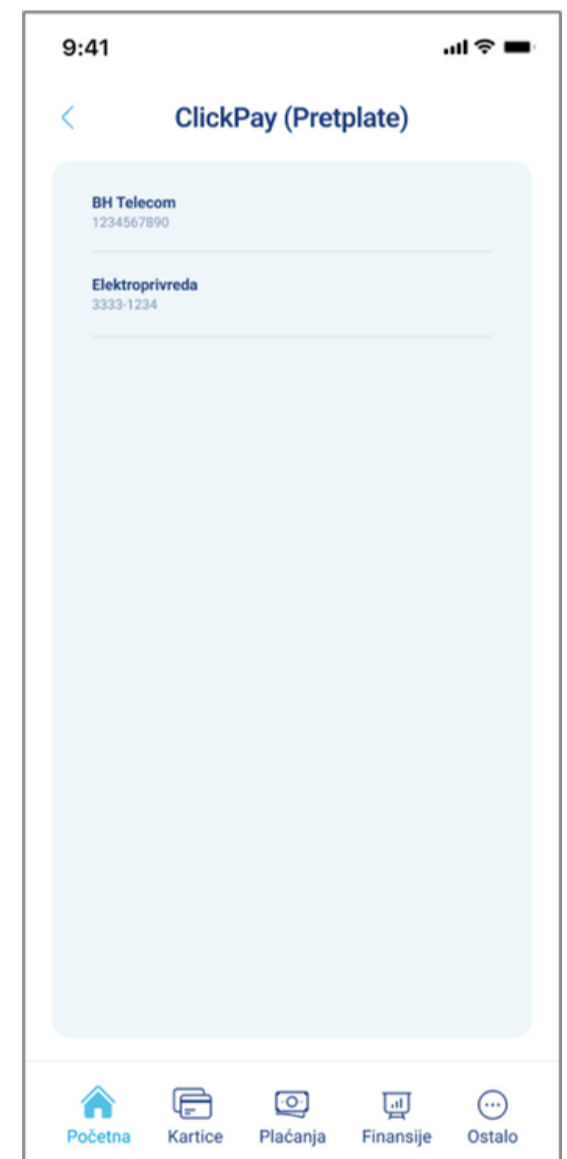 9:41
ClickPay (Pretplate)
BH Telecom
1234567890
Elektroprivreda
3333-1234
Početna Kartice Plaćanja Finansije Ostalo